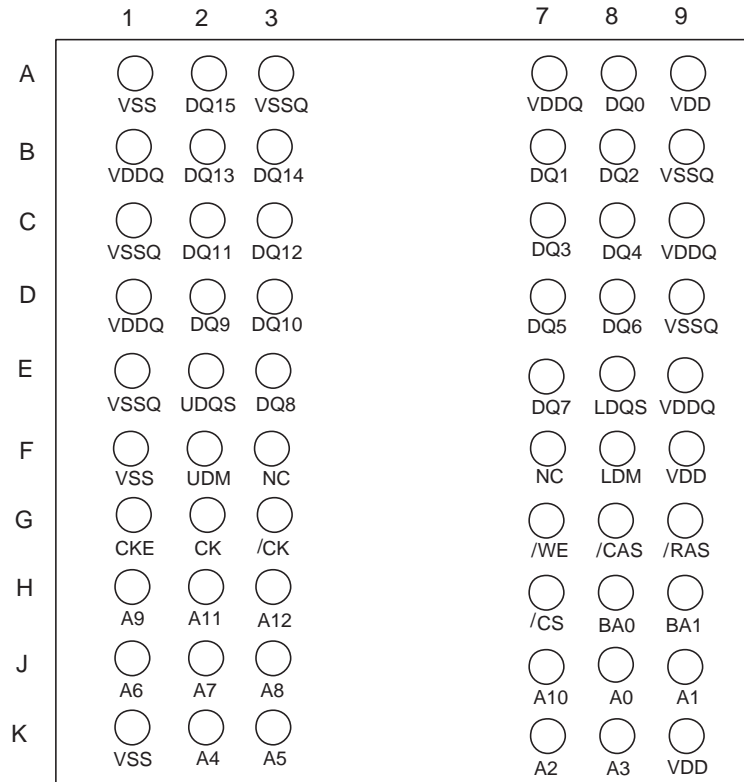 1 2 3 7 8 9
A
VSS DQ15 VSSQ VDDQ DQ0 VDD
B
VDDQ DQ13 DQ14 DQ1 DQ2 VSSQ
C
VSSQ DQ11 DQ12 DQ3 DQ4 VDDQ
D
VDDQ DQ9 DQ10 DQ5 DQ6 VSSQ
E
VSSQ UDQS DQ8 DQ7 LDQS VDDQ
F
VSS UDM NC NC LDM VDD
G
CKE CK /CK /WE /CAS /RAS
H
A9 A11 A12 /CS BA0 BA1
J
A6 A7 A8 A10 A0 A1
K
VSS A4 A5 A2 A3 VDD